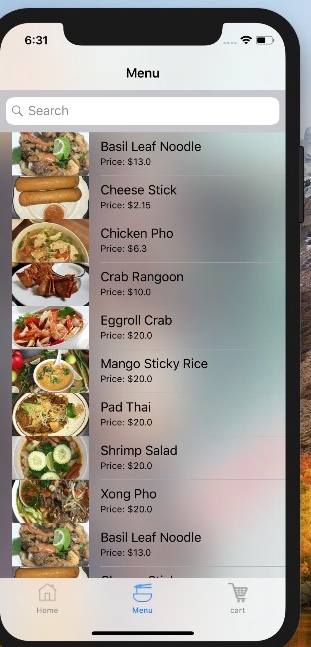 6:31
Menu
Search
Basil Leaf Noodle
Price: $13.0
Cheese Stick
Price: $2.15
Chicken Pho
Price: $6.3
Crab Rangoon
Price: $10.0
Eggroll Crab
Price: $20.0
Mango Sticky Rice
Price: $20.0
Pad Thai
Price: $20.0
Shrimp Salad
Price: $20.0
Xong Pho
Price: $20.0
Basil Leaf Noodle
Price: $13.0
Home
Menu
cart